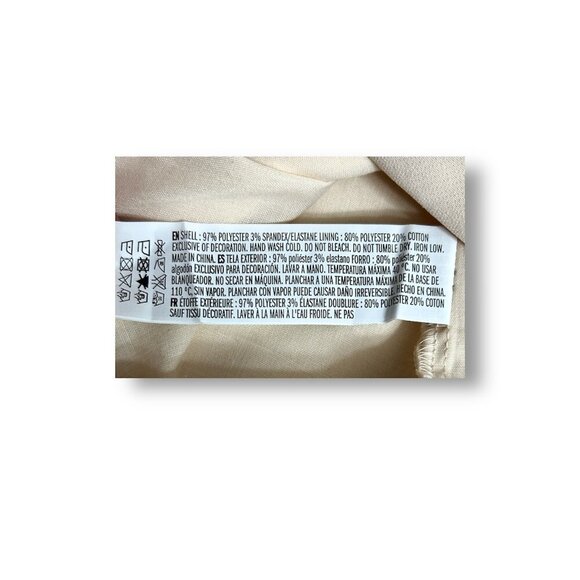 EN SHELL : 97% POLYESTER 3% SPANDEX/ELASTANE LINING : 80% POLYESTER 20% COTTON
EXCLUSIVE OF DECORATION. HAND WASH COLD. DO NOT BLEACH. DO NOT TUMBLE DRY. IRON LOW.
MADE IN CHINA. ES TELA EXTERIOR : 97% poliéster 3% elastano FORRO : 80% poliéster 20%
algodón EXCLUSIVO PARA DECORACIÓN. LAVAR A MANO. TEMPERATURA MÁXIMA 40 °C. NO USAR
BLANQUEADOR. NO SECAR EN MÁQUINA. PLANCHAR A UNA TEMPERATURA MÁXIMA DE LA BASE DE
110 °C, SIN VAPOR. PLANCHAR CON VAPOR PUEDE CAUSAR DAÑO IRREVERSIBLE. HECHO EN CHINA.
FR ÉTOFFE EXTÉRIEURE : 97% POLYESTER 3% ÉLASTANE DOUBLURE : 80% POLYESTER 20% COTON
SAUF TISSU DÉCORATIF. LAVER À LA MAIN À L'EAU FROIDE. NE PAS